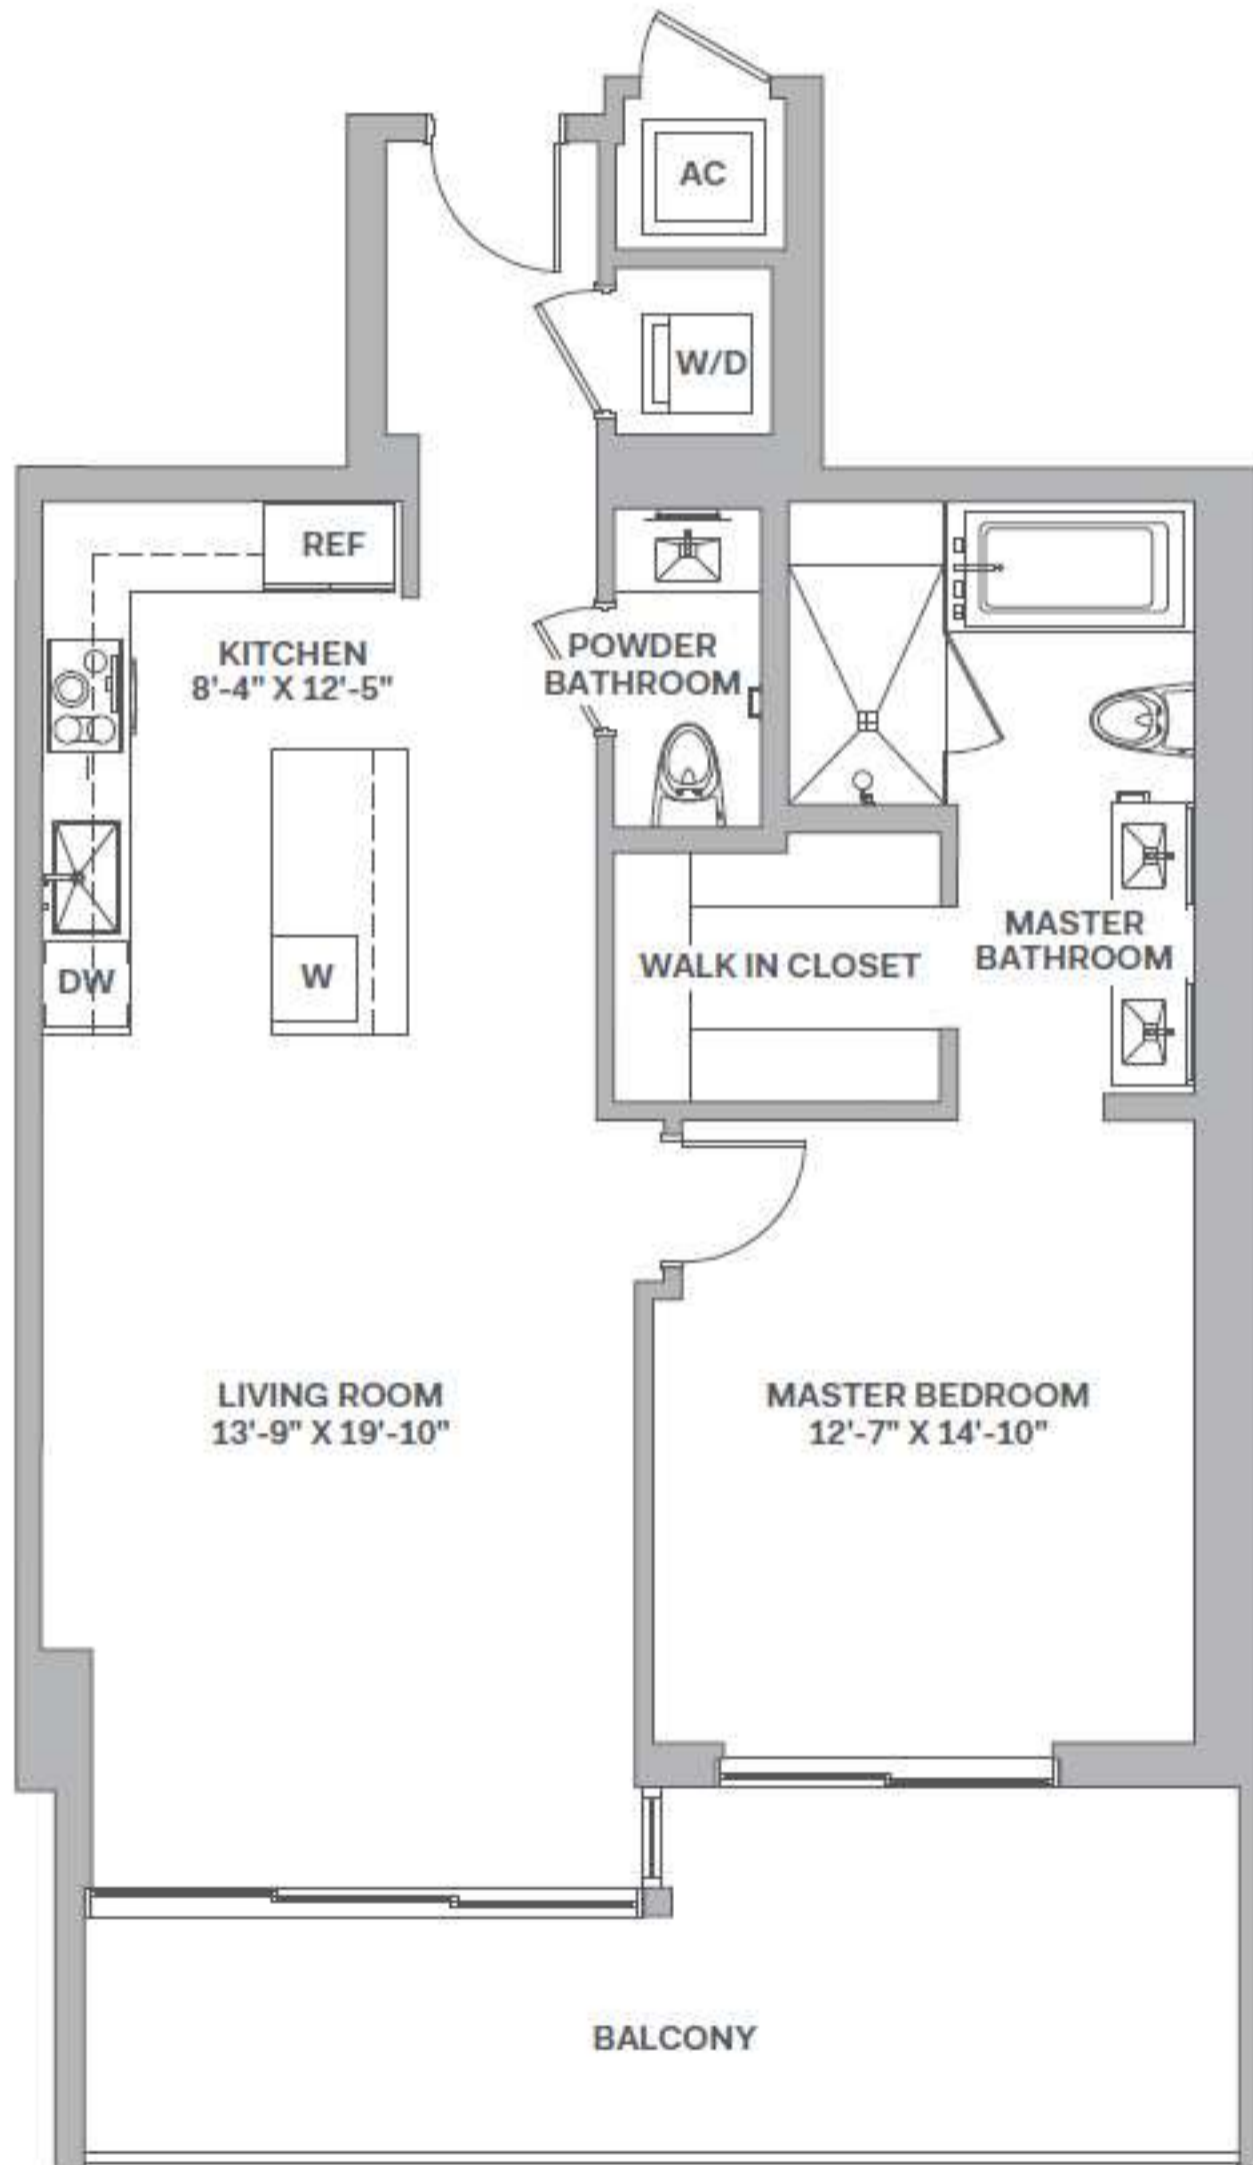 AC
W/D
REF
KITCHEN
8'-4" X 12'-5"
POWDER
BATHROOM
DW
W
WALK IN CLOSET
MASTER
BATHROOM
LIVING ROOM
13'-9" X 19'-10"
MASTER BEDROOM
12'-7" X 14'-10"
BALCONY